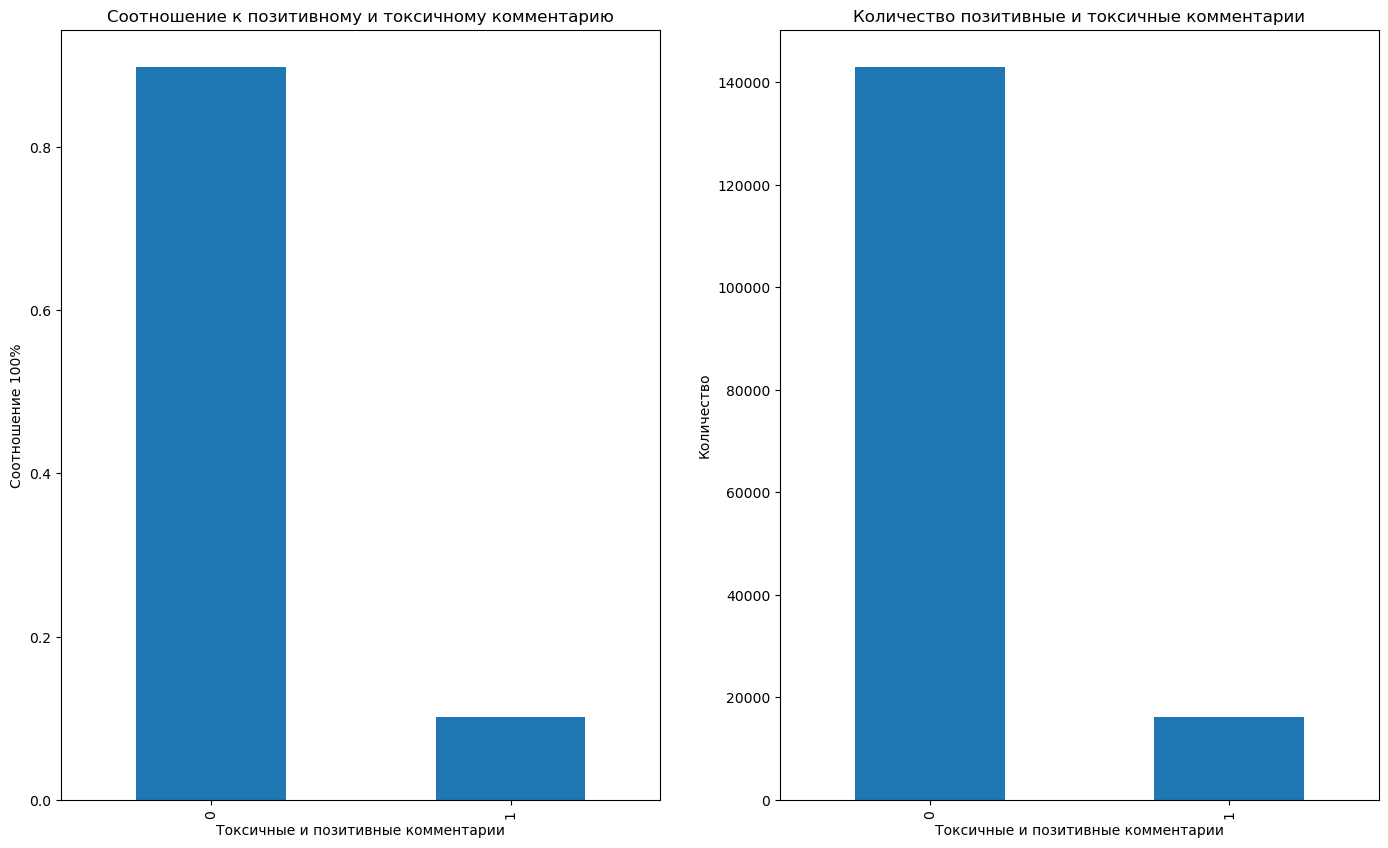 Соотношение к позитивному и токсичному комментарию
Соотношение 100%
0.8
0.6
0.4
0.2
0.0
0
1
Токсичные и позитивные комментарии
Количество позитивные и токсичные комментарии
Количество
140000
120000
100000
80000
60000
40000
20000
0
0
1
Токсичные и позитивные комментарии